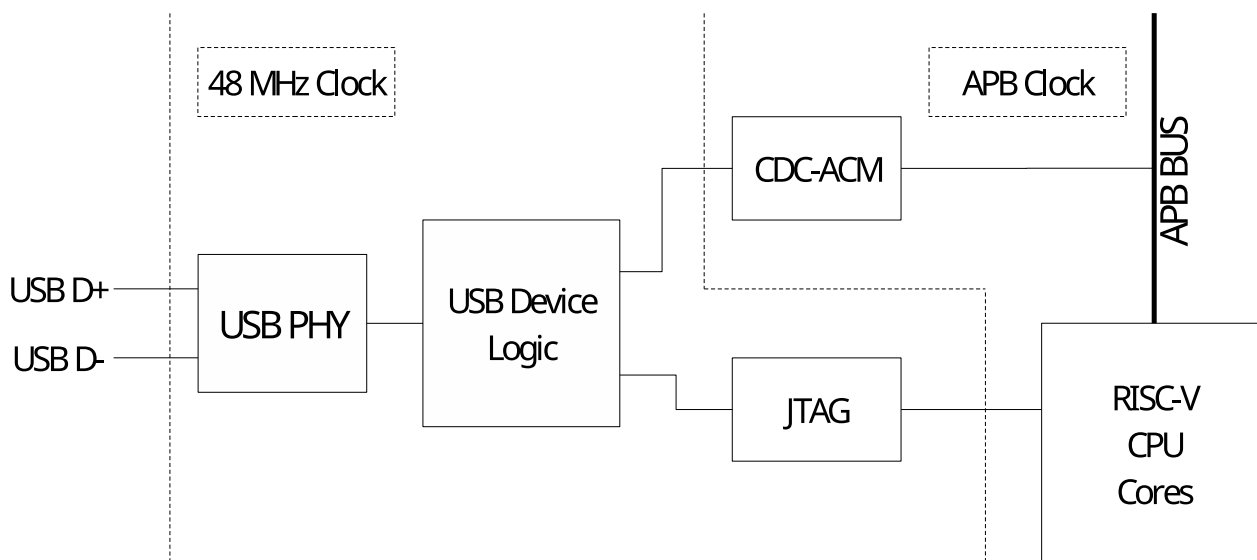 48 MHz Clock
APB Clock
APB BUS
CDC-ACM
USB D+
USB D-
USB PHY
USB Device
Logic
JTAG
RISC-V
CPU
Cores